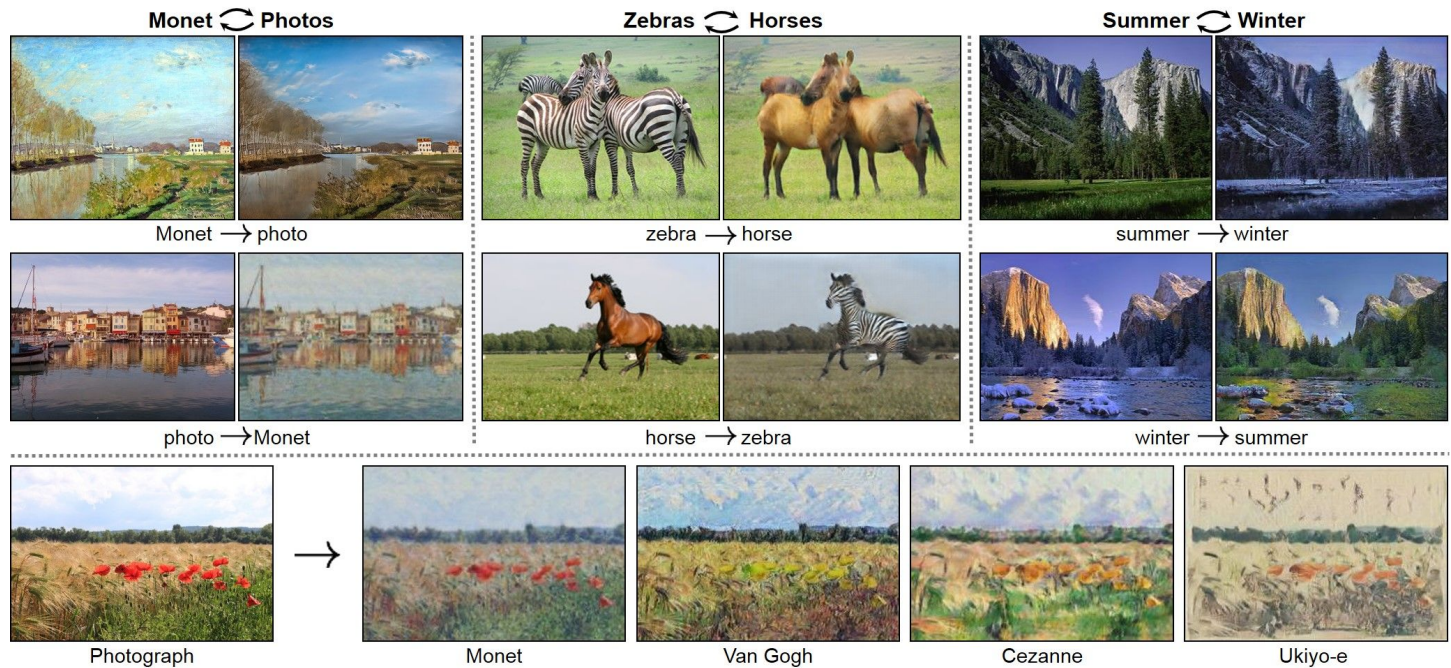 Monet Photos
Zebras Horses
Summer Winter
Monet → photo
zebra → horse
summer → winter
photo → Monet
horse → zebra
winter → summer
Photograph
→
Monet
Van Gogh
Cezanne
Ukiyo-e